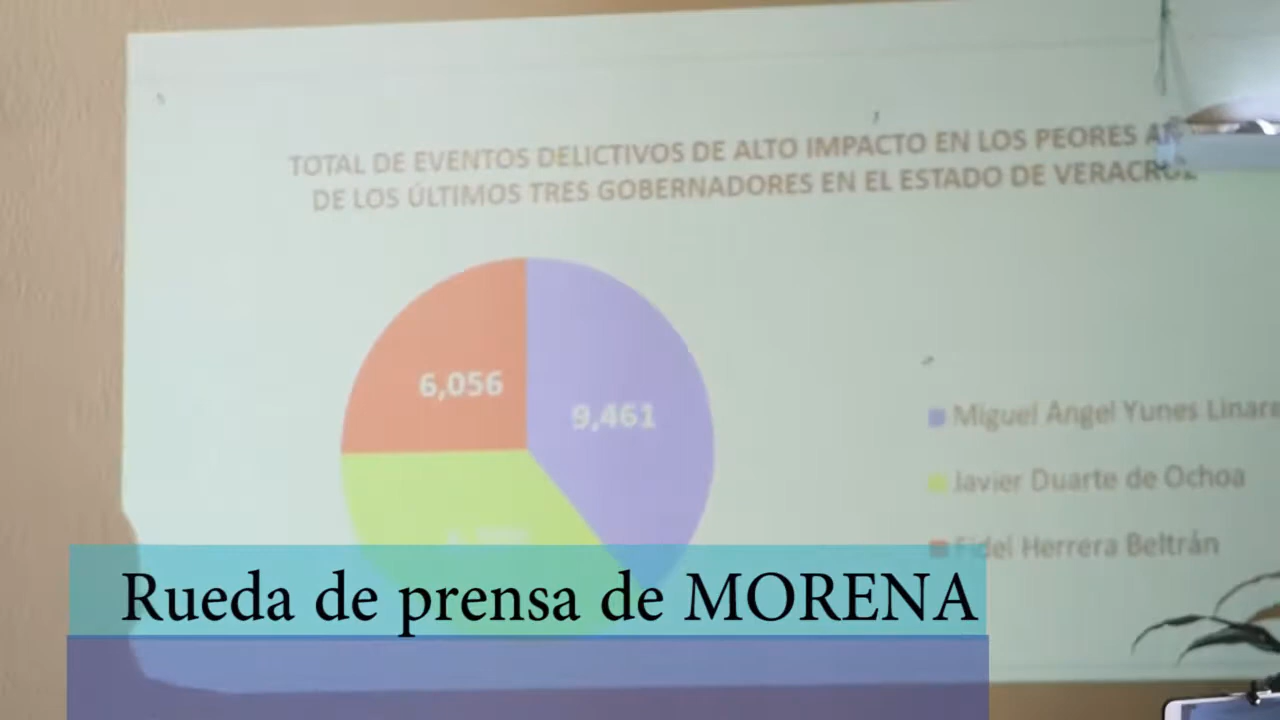 TOTAL DE EVENTOS DELICTIVOS DE ALTO IMPACTO EN LOS PEORES
DE LOS ÚLTIMOS TRES GOBERNADORES EN EL ESTADO DE VERACRUZ
6,056
9,461
Miguel Angel Yunes
Javier Duarte de Ochoa
Fidel Herrera Beltrán
Rueda de prensa de MORENA